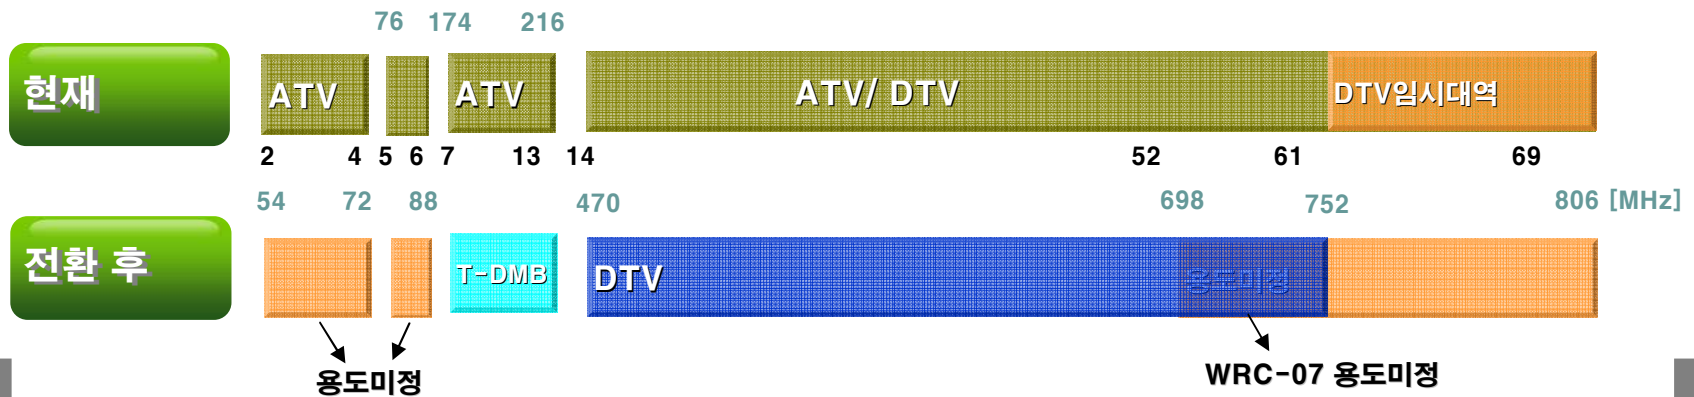 76 174 216
현재 ATV ATV ATV/ DTV DTV임시대역
2 4 5 6 7 13 14 52 61 69
54 72 88 470 698 752 806 [MHz]
전환 후 T-DMB DTV 용도미정
용도미정 WRC-07 용도미정